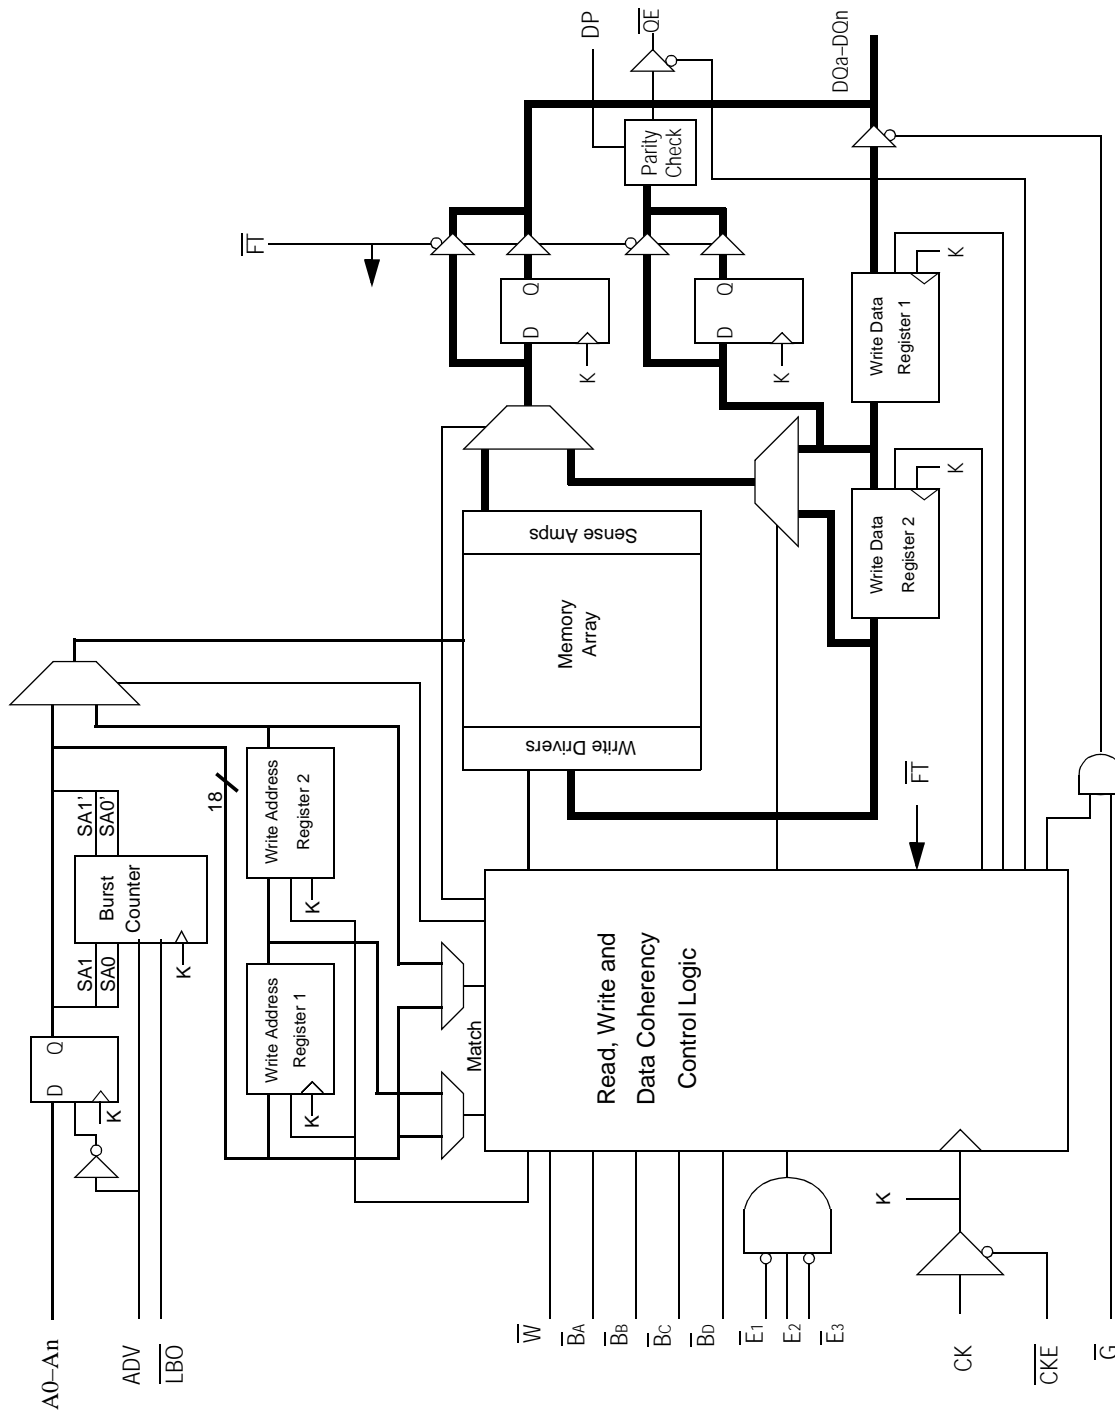 A0–An
ADV
LBO
D Q
K
SA1
SA0
Burst
Counter
K
SA1'
SA0'
18
Write Address
Register 1
K
Write Address
Register 2
K
Match
Write Drivers
Memory
Array
Sense Amps
Read, Write and
Data Coherency
Control Logic
FT
W
BA
BB
BC
BD
E1
E2
E3
CK
K
CKE
G
FT
D Q
K
D Q
K
Parity
Check
DP
QE
Write Data
Register 2
K
Write Data
Register 1
K
DQa–DQn